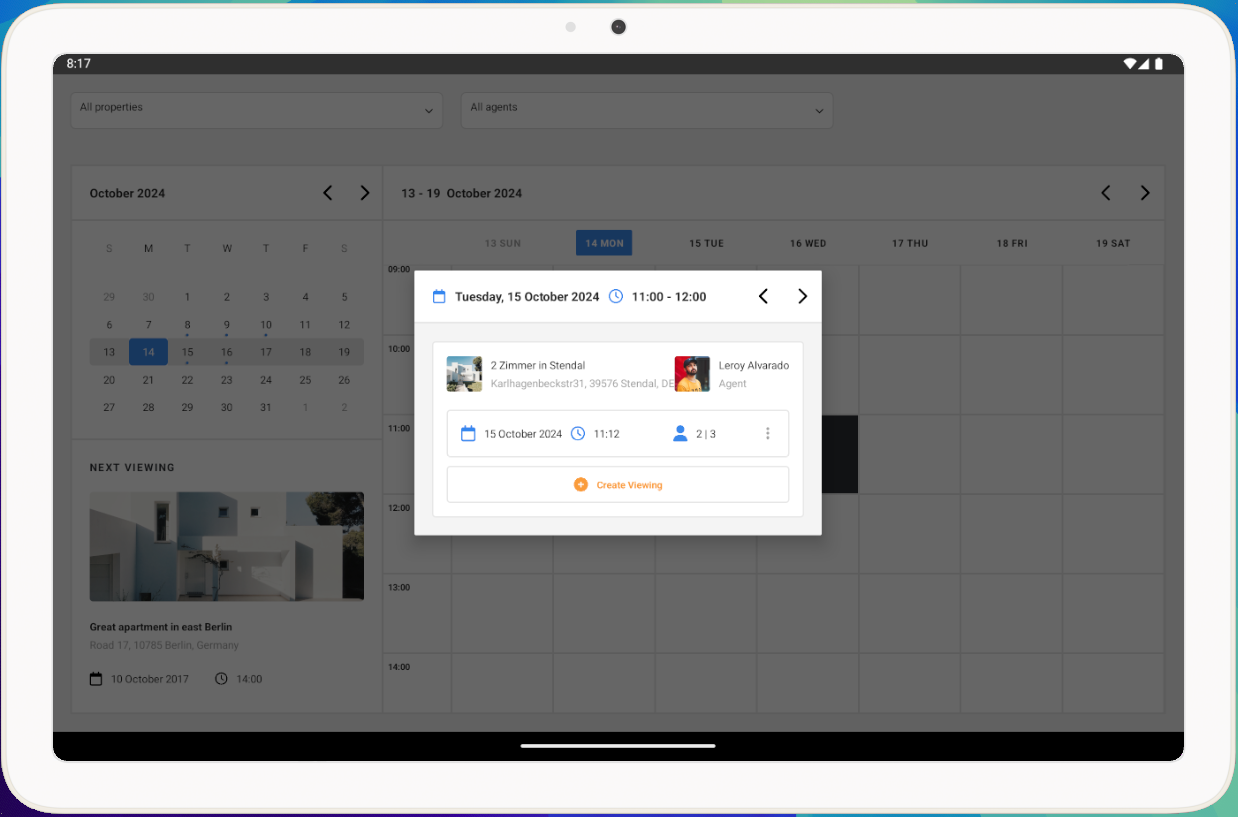 8:17
All properties
All agents
October 2024
13 - 19 October 2024
S M T W T F S
13 SUN 14 MON 15 TUE 16 WED 17 THU 18 FRI 19 SAT
29 30 1 2 3 4 5
6 7 8 9 10 11 12
13 14 15 16 17 18 19
20 21 22 23 24 25 26
27 28 29 30 31 1 2
09:00
10:00
11:00
12:00
13:00
14:00
Tuesday, 15 October 2024 11:00 - 12:00
2 Zimmer in Stendal
Karlhagenbeckstr31, 39576 Stendal, DE
Leroy Alvarado
Agent
15 October 2024 11:12 2 | 3
Create Viewing
NEXT VIEWING
Great apartment in east Berlin
Road 17, 10785 Berlin, Germany
10 October 2017 14:00